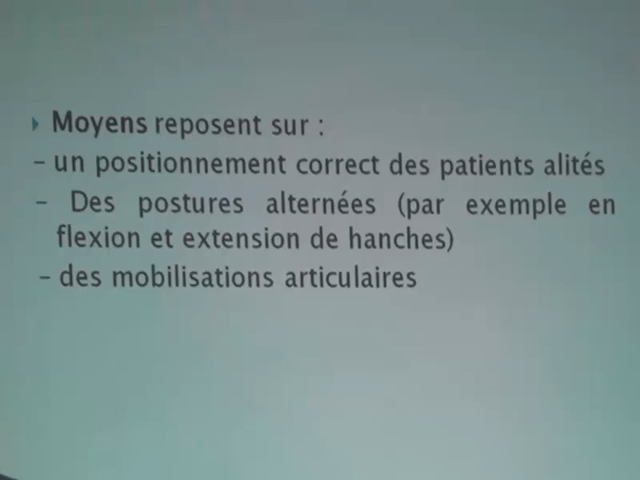 Moyens reposent sur :
– un positionnement correct des patients alités
– Des postures alternées (par exemple en
flexion et extension de hanches)
– des mobilisations articulaires